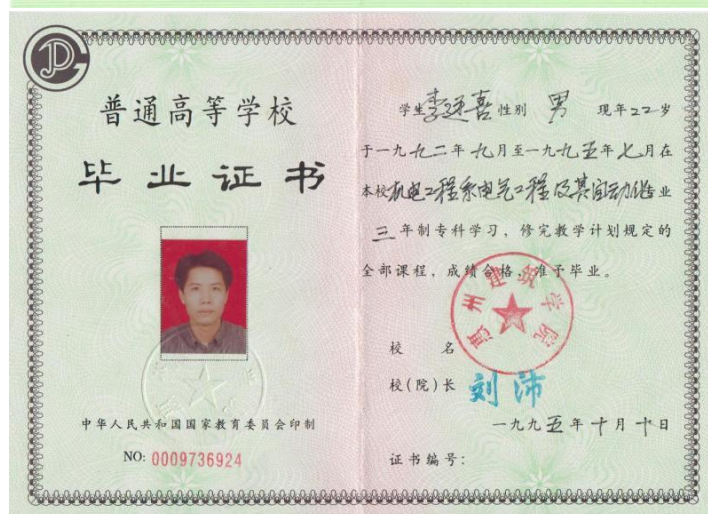 普通高等学校
毕业证书
中华人民共和国国家教育委员会印制
NO: 0009736924
学生李廷喜性别 男 现年22岁
于一九九二年九月至一九九五年七月在
本校机电工程系电气工程及其自动化专业
三年制专科学习，修完教学计划规定的
全部课程，成绩合格，准予毕业。
建筑学院
校 名
校(院)长 刘沛
一九九五年十月十日
证书编号：